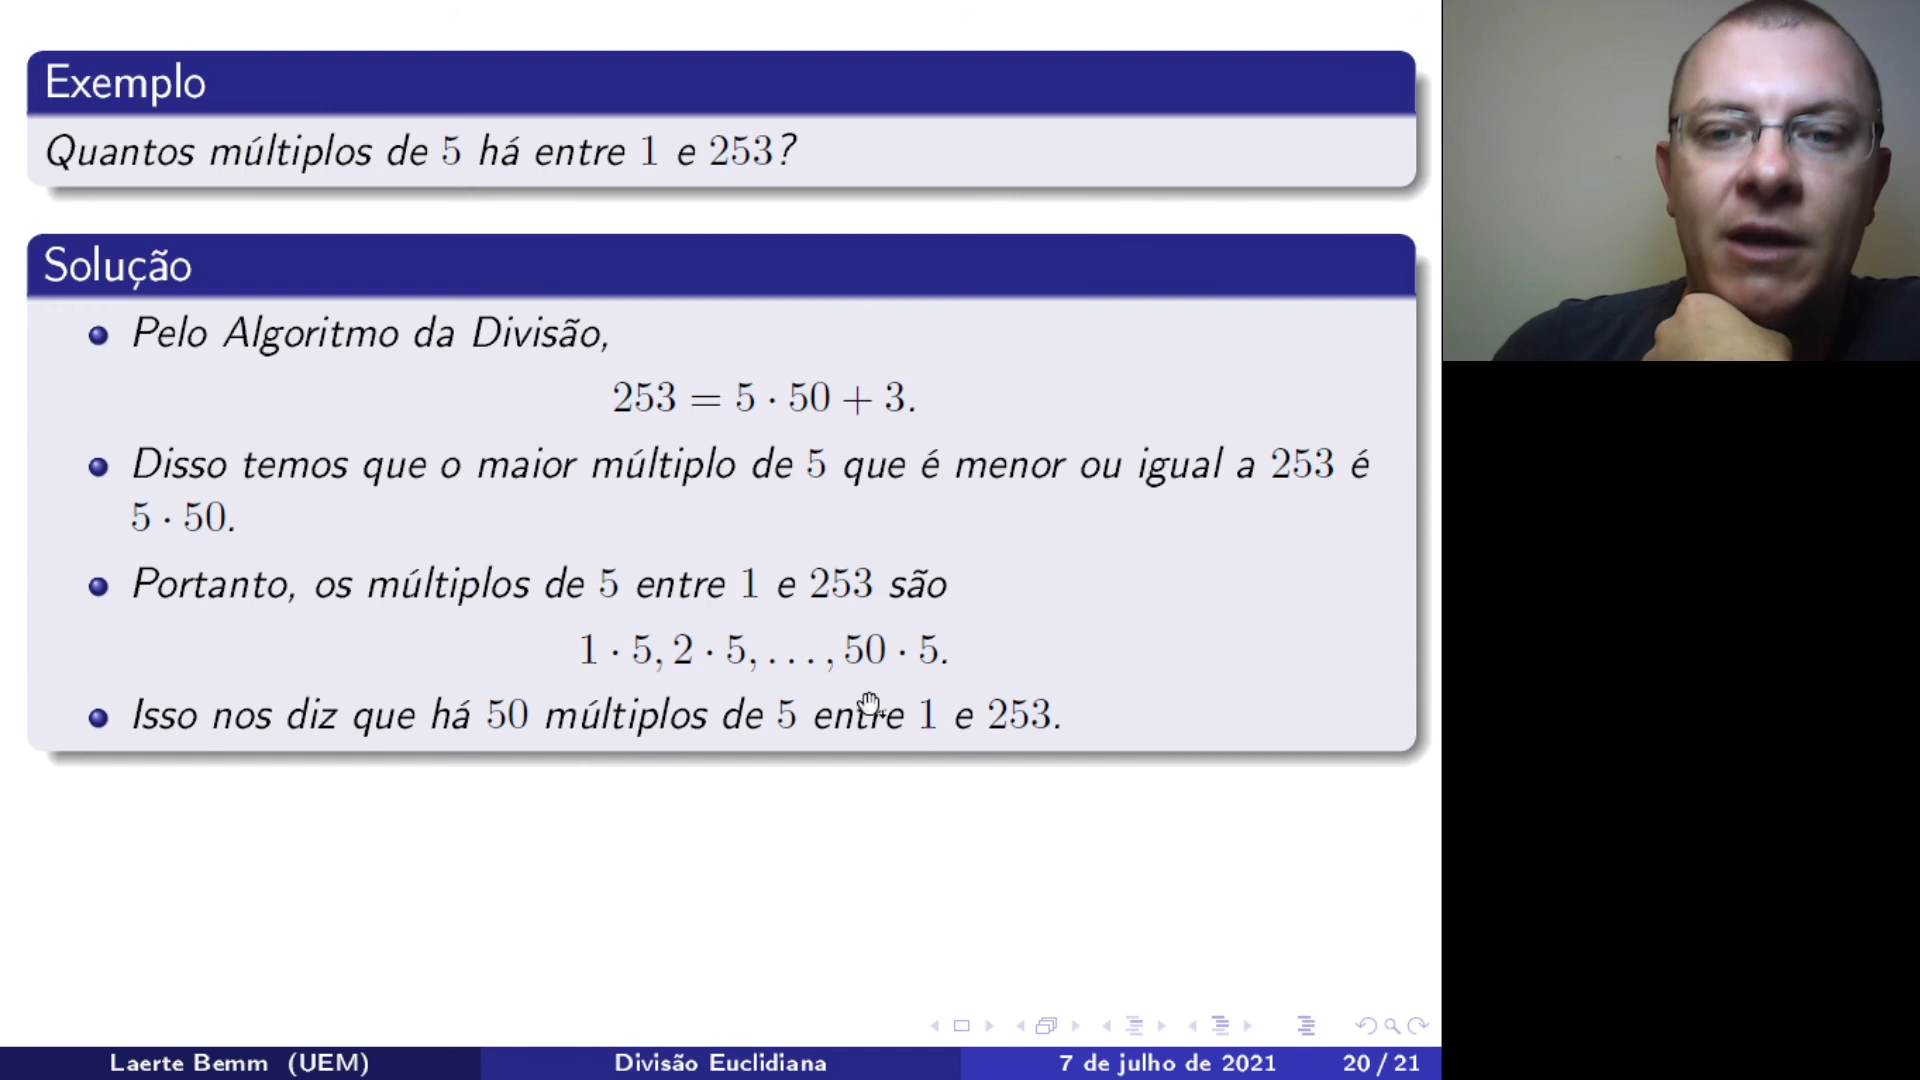 Exemplo
Quantos múltiplos de 5 há entre 1 e 253?
Solução
Pelo Algoritmo da Divisão,
253 = 5 · 50 + 3.
Disso temos que o maior múltiplo de 5 que é menor ou igual a 253 é
5 · 50.
Portanto, os múltiplos de 5 entre 1 e 253 são
1 · 5, 2 · 5, . . . , 50 · 5.
Isso nos diz que há 50 múltiplos de 5 entre 1 e 253.
Laerte Bemm (UEM) Divisão Euclidiana 7 de julho de 2021 20 / 21